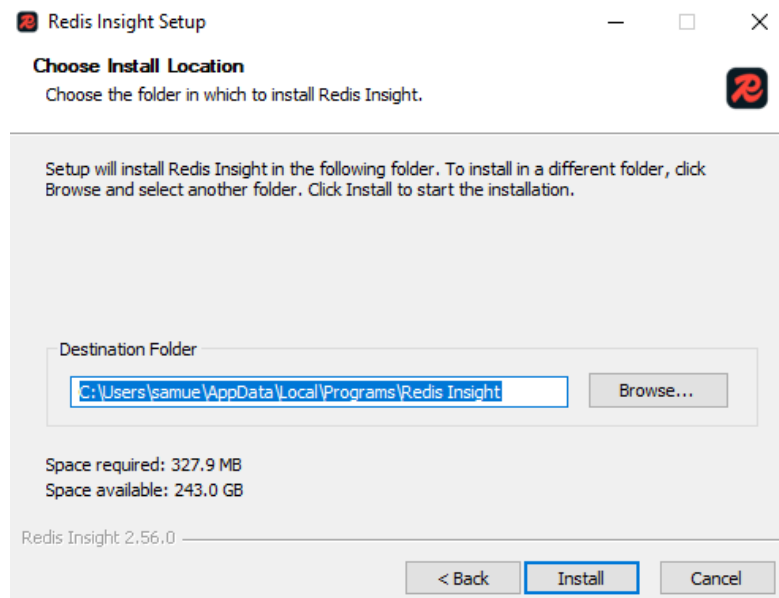 Redis Insight Setup
Choose Install Location
Choose the folder in which to install Redis Insight.
Setup will install Redis Insight in the following folder. To install in a different folder, click
Browse and select another folder. Click Install to start the installation.
Destination Folder
C:\Users\samue\AppData\Local\Programs\Redis Insight
Browse...
Space required: 327.9 MB
Space available: 243.0 GB
Redis Insight 2.56.0
< Back
Install
Cancel